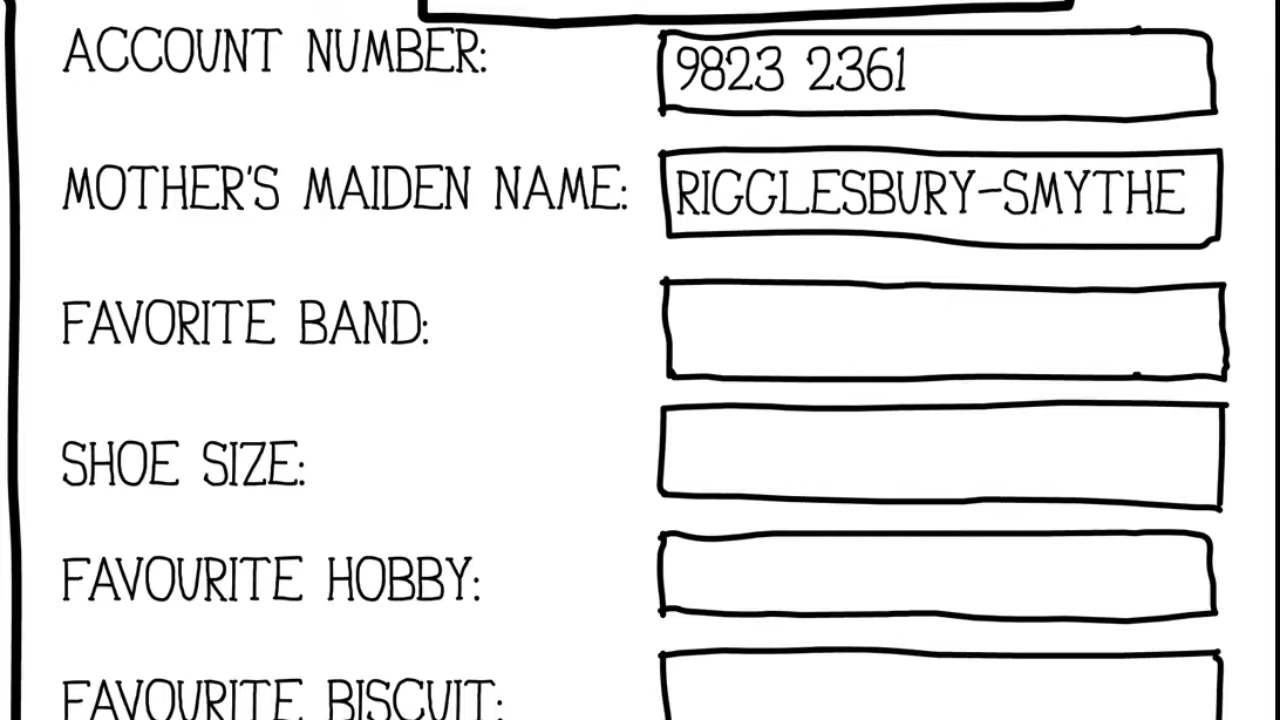 ACCOUNT NUMBER: 9823 2361
MOTHER'S MAIDEN NAME: RIGGLESBURY-SMYTHE
FAVORITE BAND:
SHOE SIZE:
FAVOURITE HOBBY:
FAVOURITE BISCUIT: